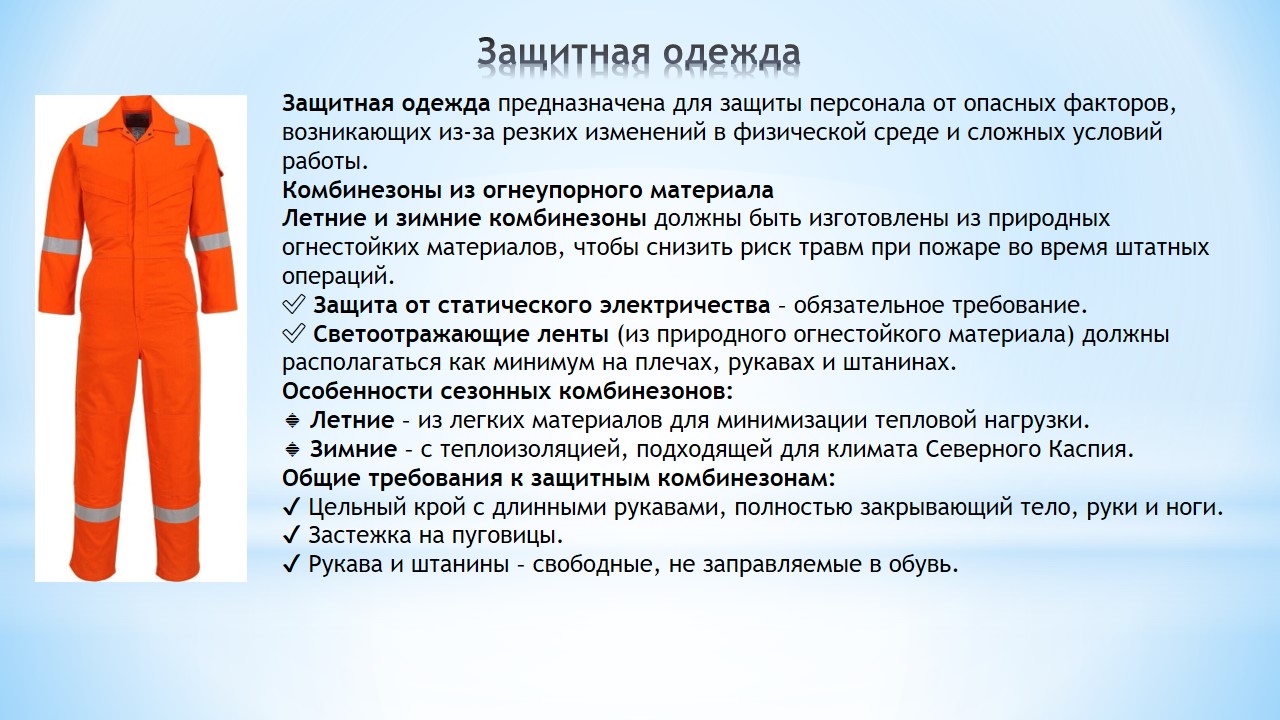 Защитная одежда
Защитная одежда предназначена для защиты персонала от опасных факторов,
возникающих из-за резких изменений в физической среде и сложных условий
работы.
Комбинезоны из огнеупорного материала
Летние и зимние комбинезоны должны быть изготовлены из природных
огнестойких материалов, чтобы снизить риск травм при пожаре во время штатных
операций.
✅ Защита от статического электричества – обязательное требование.
✅ Светоотражающие ленты (из природного огнестойкого материала) должны
располагаться как минимум на плечах, рукавах и штанинах.
Особенности сезонных комбинезонов:
🔹 Летние – из легких материалов для минимизации тепловой нагрузки.
🔹 Зимние – с теплоизоляцией, подходящей для климата Северного Каспия.
Общие требования к защитным комбинезонам:
✔ Цельный крой с длинными рукавами, полностью закрывающий тело, руки и ноги.
✔ Застежка на пуговицы.
✔ Рукава и штанины – свободные, не заправляемые в обувь.